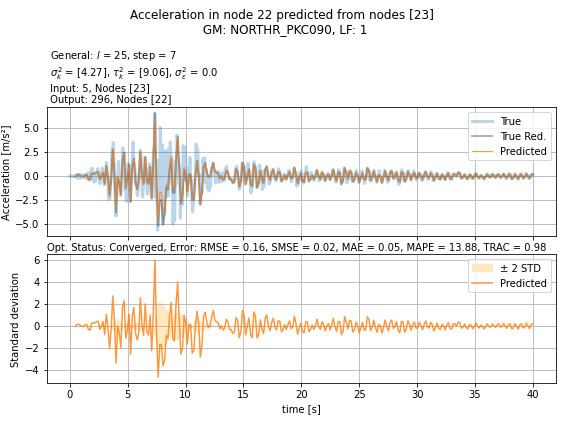 Acceleration in node 22 predicted from nodes [23]
GM: NORTHR_PKC090, LF: 1
General: l = 25, step = 7
σ²ₖ = [4.27], τ²ₖ = [9.06], σ²ₑ = 0.0
Input: 5, Nodes [23]
Output: 296, Nodes [22]
Acceleration [m/s²]
5.0
2.5
0.0
−2.5
−5.0
True
True Red.
Predicted
Opt. Status: Converged, Error: RMSE = 0.16, SMSE = 0.02, MAE = 0.05, MAPE = 13.88, TRAC = 0.98
Standard deviation
6
4
2
0
−2
−4
± 2 STD
Predicted
0
5
10
15
20
25
30
35
40
time [s]